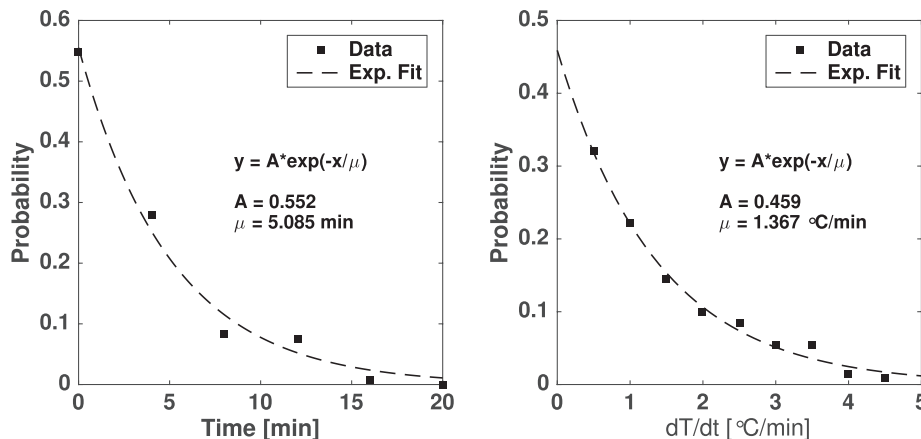 0.6
0.5
0.4
0.3
0.2
0.1
0
Probability
Data
Exp. Fit
y = A*exp(-x/μ)
A = 0.552
μ = 5.085 min
0 5 10 15 20
Time [min]
0.5
0.4
0.3
0.2
0.1
0
Probability
Data
Exp. Fit
y = A*exp(-x/μ)
A = 0.459
μ = 1.367 °C/min
0 1 2 3 4 5
dT/dt [°C/min]